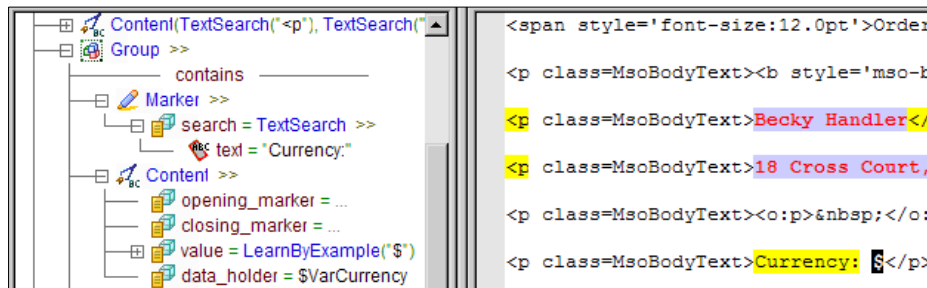 Content(TextSearch("<p"), TextSearch("
Group >>
contains
Marker >>
search = TextSearch >>
ABC text = "Currency:"
BC Content >>
opening_marker = ...
closing_marker = ...
value = LearnByExample("$")
data_holder = $VarCurrency
<span style='font-size:12.0pt'>Order
<p class=MsoBodyText><b style='mso-b
<p class=MsoBodyText>Becky Handler</
<p class=MsoBodyText>18 Cross Court,
<p class=MsoBodyText><o:p>&nbsp;</o:
<p class=MsoBodyText>Currency: $</p>